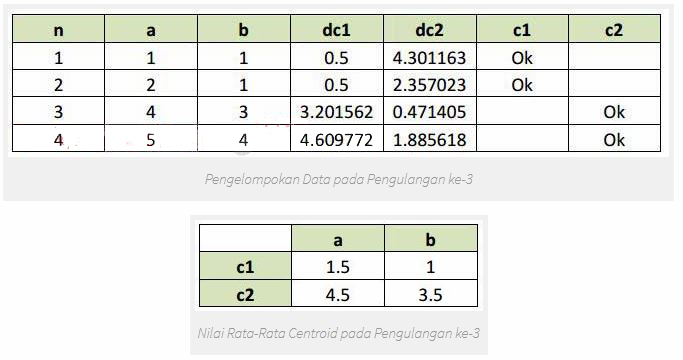 n a b dc1 dc2 c1 c2
1 1 1 0.5 4.301163 Ok
2 2 1 0.5 2.357023 Ok
3 4 3 3.201562 0.471405 Ok
4 5 4 4.609772 1.885618 Ok
Pengelompokan Data pada Pengulangan ke-3
a b
c1 1.5 1
c2 4.5 3.5
Nilai Rata-Rata Centroid pada Pengulangan ke-3